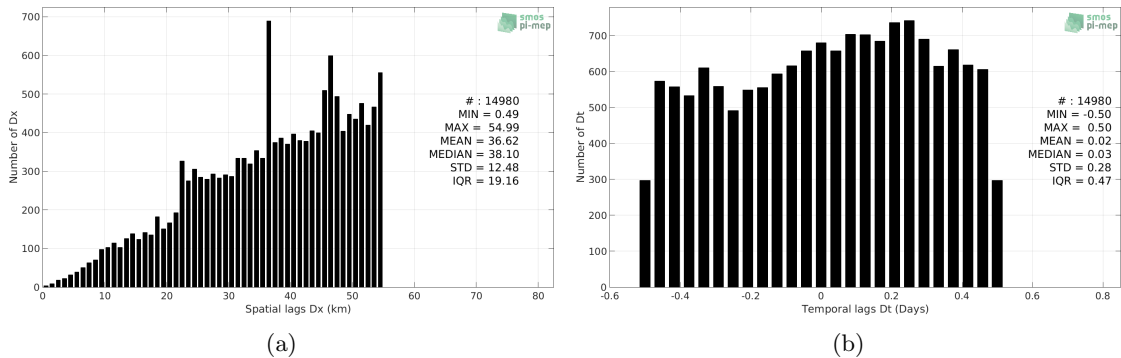 700
600
500
400
300
200
100
0
0 10 20 30 40 50 60 70 80
Number of Dx
Spatial lags Dx (km)
smos
pi-mep
# : 14980
MIN = 0.49
MAX = 54.99
MEAN = 36.62
MEDIAN = 38.10
STD = 12.48
IQR = 19.16
(a)
700
600
500
400
300
200
100
0
-0.6 -0.4 -0.2 0 0.2 0.4 0.6 0.8
Number of Dt
Temporal lags Dt (Days)
smos
pi-mep
# : 14980
MIN = -0.50
MAX = 0.50
MEAN = 0.02
MEDIAN = 0.03
STD = 0.28
IQR = 0.47
(b)